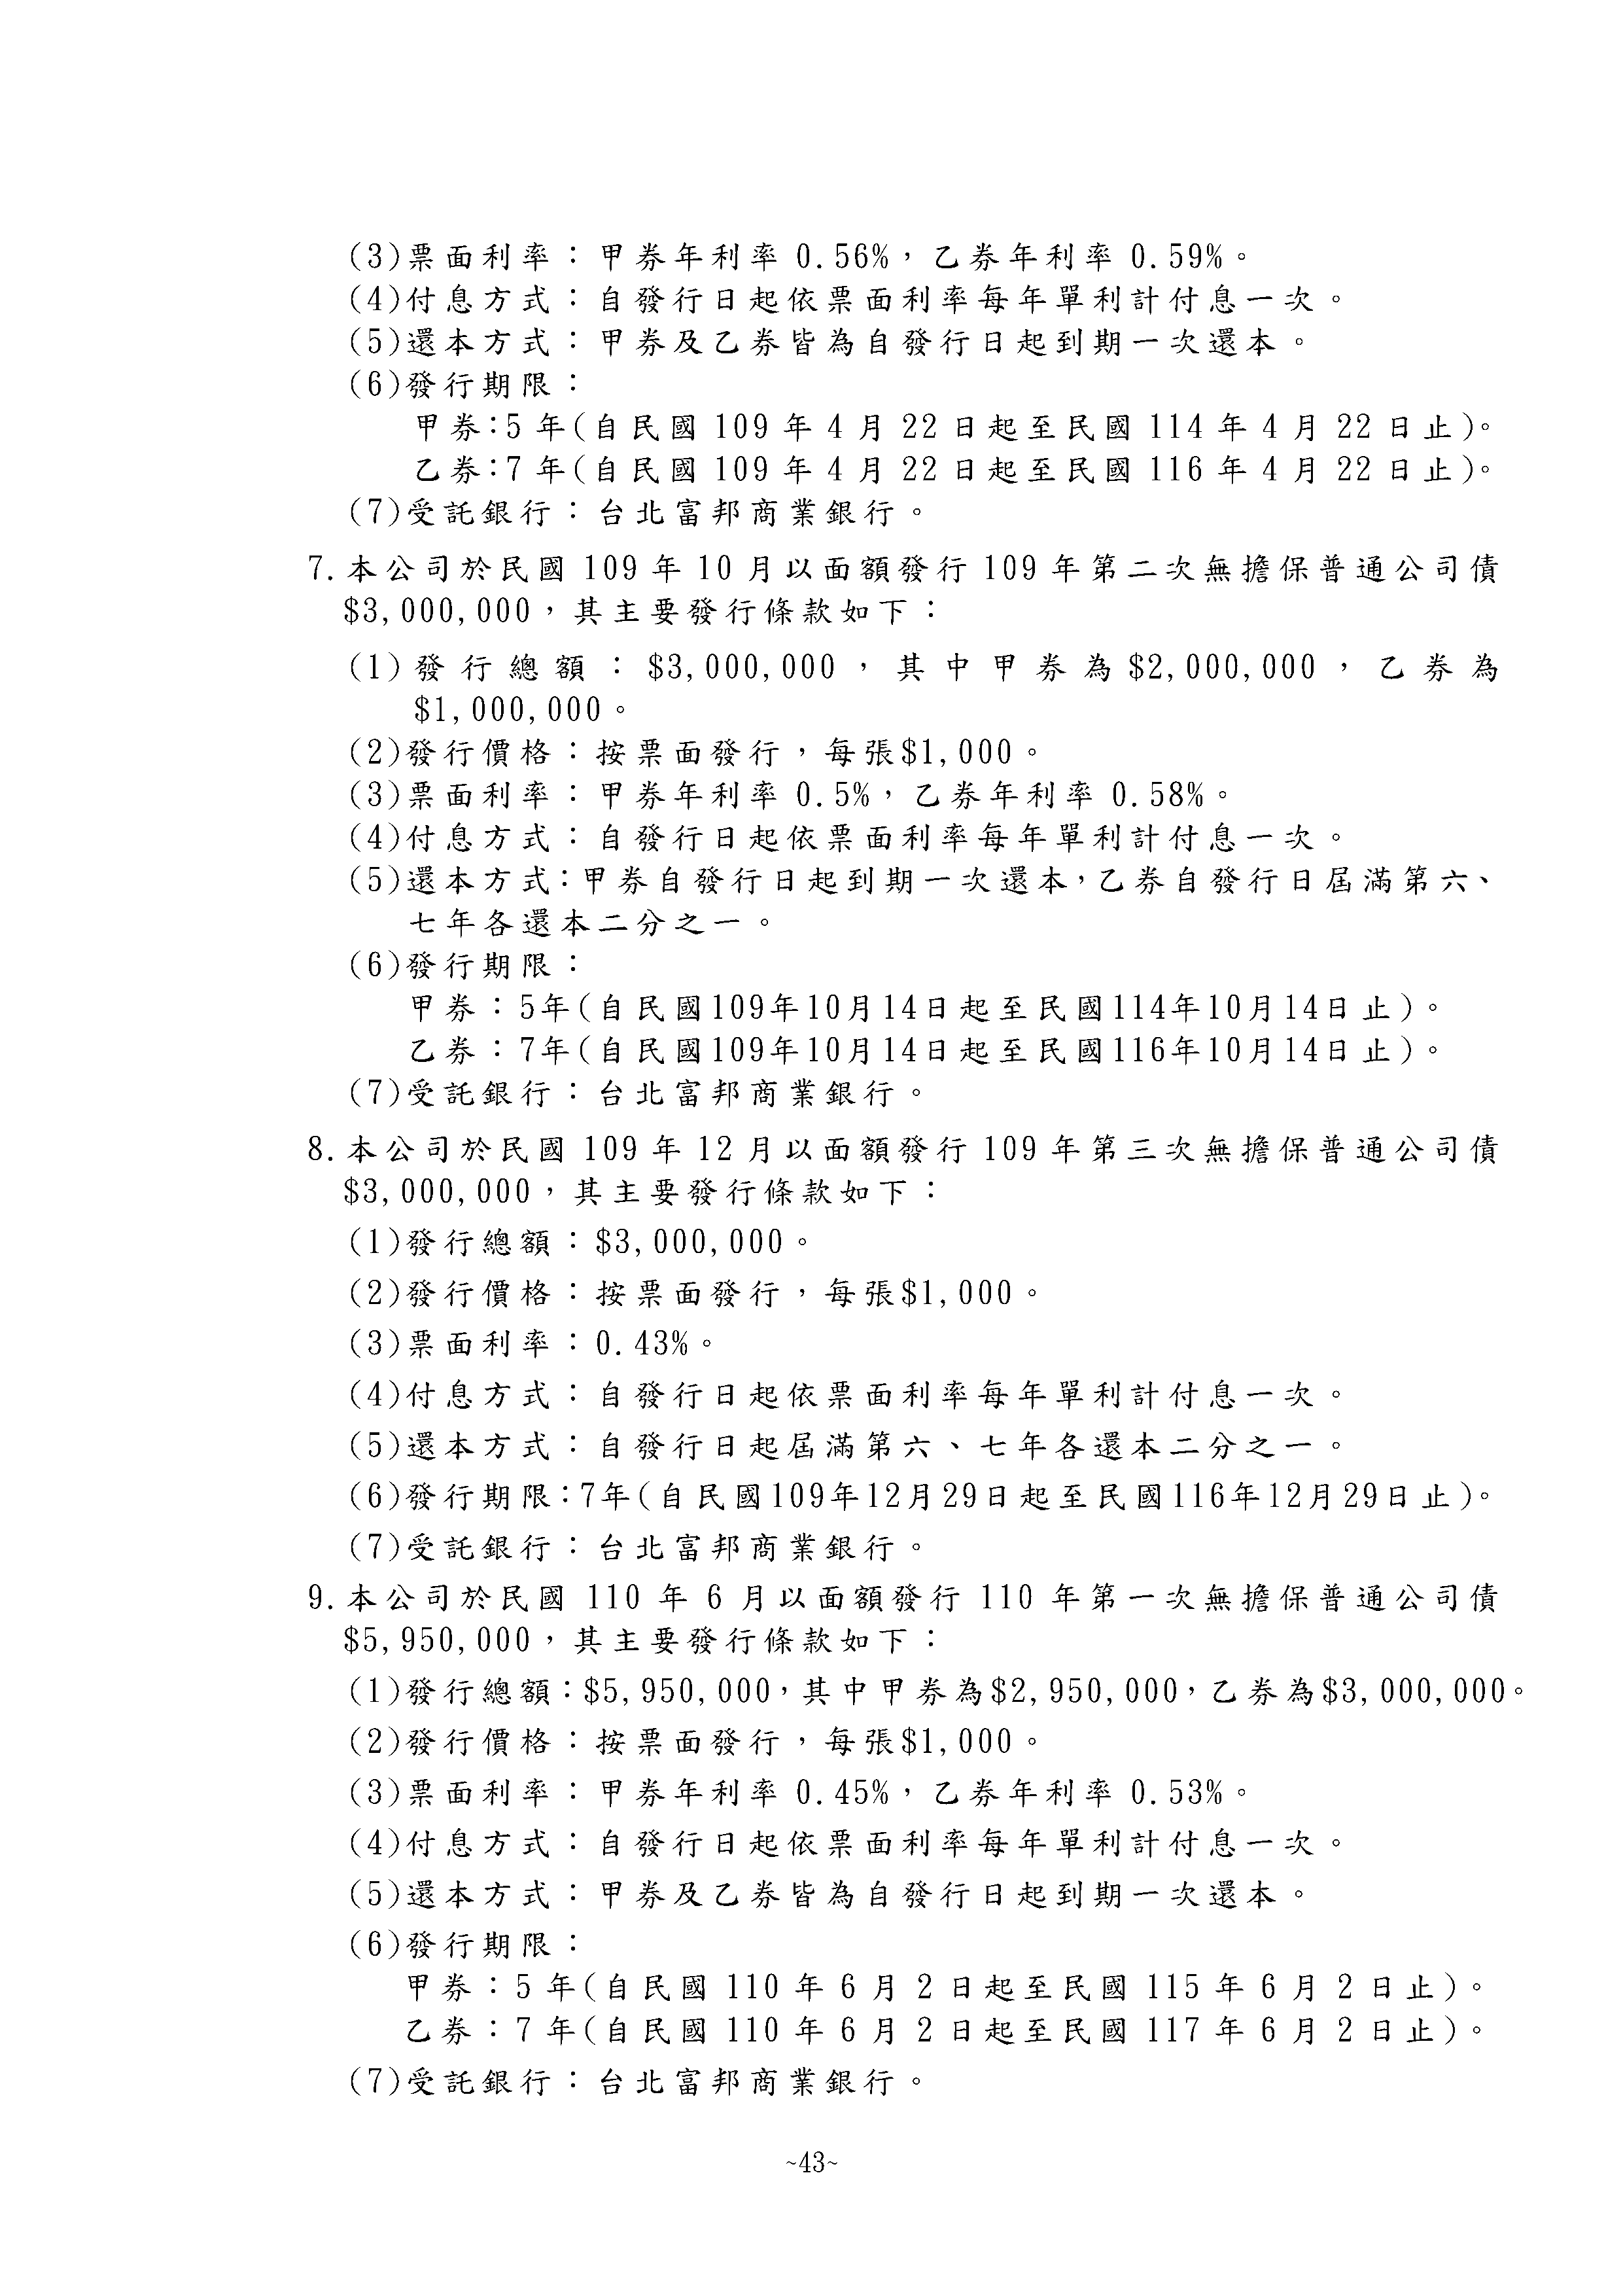 (3)票面利率：甲券年利率 0.56%，乙券年利率 0.59%。
(4)付息方式：自發行日起依票面利率每年單利計付息一次。
(5)還本方式：甲券及乙券皆為自發行日起到期一次還本。
(6)發行期限：
甲券：5 年(自民國 109 年 4 月 22 日起至民國 114 年 4 月 22 日止)。
乙券：7 年(自民國 109 年 4 月 22 日起至民國 116 年 4 月 22 日止)。
(7)受託銀行：台北富邦商業銀行。
7. 本公司於民國 109 年 10 月以面額發行 109 年第二次無擔保普通公司債
$3,000,000，其主要發行條款如下：
(1)發行總額：$3,000,000，其中甲券為$2,000,000，乙券為
$1,000,000。
(2)發行價格：按票面發行，每張$1,000。
(3)票面利率：甲券年利率 0.5%，乙券年利率 0.58%。
(4)付息方式：自發行日起依票面利率每年單利計付息一次。
(5)還本方式：甲券自發行日起到期一次還本，乙券自發行日屆滿第六、
七年各還本二分之一。
(6)發行期限：
甲券：5年(自民國109年10月14日起至民國114年10月14日止)。
乙券：7年(自民國109年10月14日起至民國116年10月14日止)。
(7)受託銀行：台北富邦商業銀行。
8. 本公司於民國 109 年 12 月以面額發行 109 年第三次無擔保普通公司債
$3,000,000，其主要發行條款如下：
(1)發行總額：$3,000,000。
(2)發行價格：按票面發行，每張$1,000。
(3)票面利率：0.43%。
(4)付息方式：自發行日起依票面利率每年單利計付息一次。
(5)還本方式：自發行日起屆滿第六、七年各還本二分之一。
(6)發行期限：7年(自民國109年12月29日起至民國116年12月29日止)。
(7)受託銀行：台北富邦商業銀行。
9. 本公司於民國 110 年 6 月以面額發行 110 年第一次無擔保普通公司債
$5,950,000，其主要發行條款如下：
(1)發行總額：$5,950,000，其中甲券為$2,950,000，乙券為$3,000,000。
(2)發行價格：按票面發行，每張$1,000。
(3)票面利率：甲券年利率 0.45%，乙券年利率 0.53%。
(4)付息方式：自發行日起依票面利率每年單利計付息一次。
(5)還本方式：甲券及乙券皆為自發行日起到期一次還本。
(6)發行期限：
甲券：5 年(自民國 110 年 6 月 2 日起至民國 115 年 6 月 2 日止)。
乙券：7 年(自民國 110 年 6 月 2 日起至民國 117 年 6 月 2 日止)。
(7)受託銀行：台北富邦商業銀行。
~43~